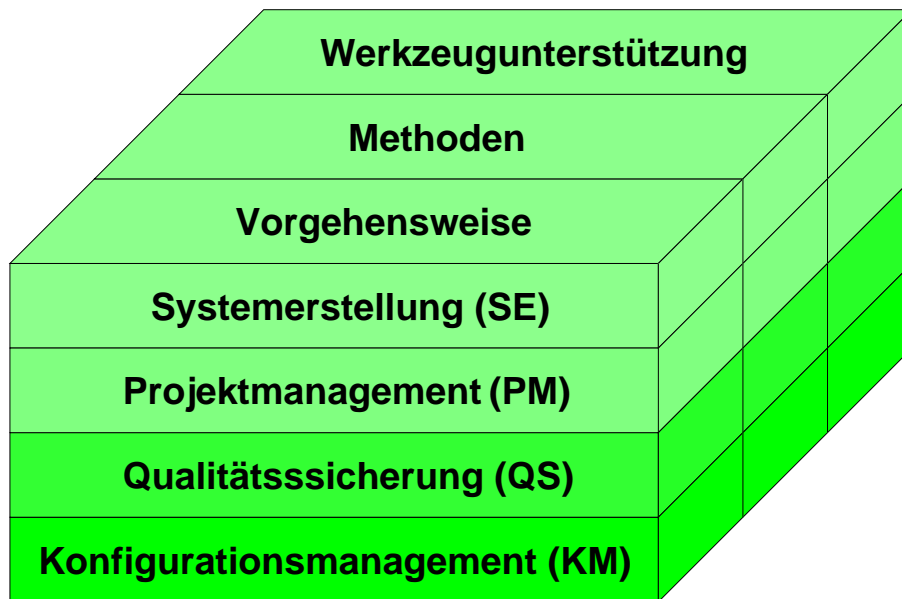 Werkzeugunterstützung
Methoden
Vorgehensweise
Systemerstellung (SE)
Projektmanagement (PM)
Qualitätsssicherung (QS)
Konfigurationsmanagement (KM)